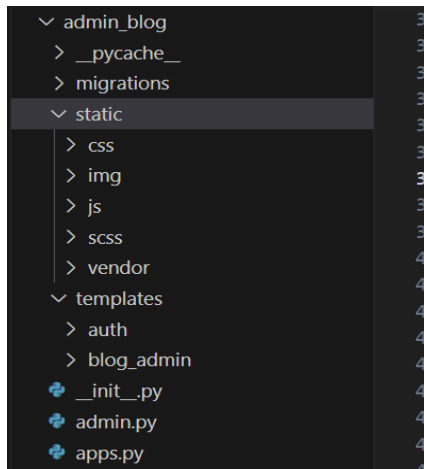 admin_blog
__pycache__
migrations
static
css
img
js
scss
vendor
templates
auth
blog_admin
__init__.py
admin.py
apps.py